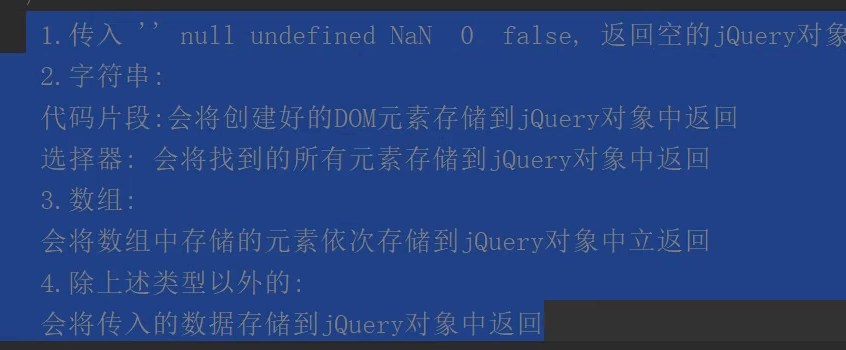 1.传入 '' null undefined NaN  0  false, 返回空的jQuery对象
2.字符串:
代码片段:会将创建好的DOM元素存储到jQuery对象中返回
选择器: 会将找到的所有元素存储到jQuery对象中返回
3.数组:
会将数组中存储的元素依次存储到jQuery对象中立返回
4.除上述类型以外的:
会将传入的数据存储到jQuery对象中返回